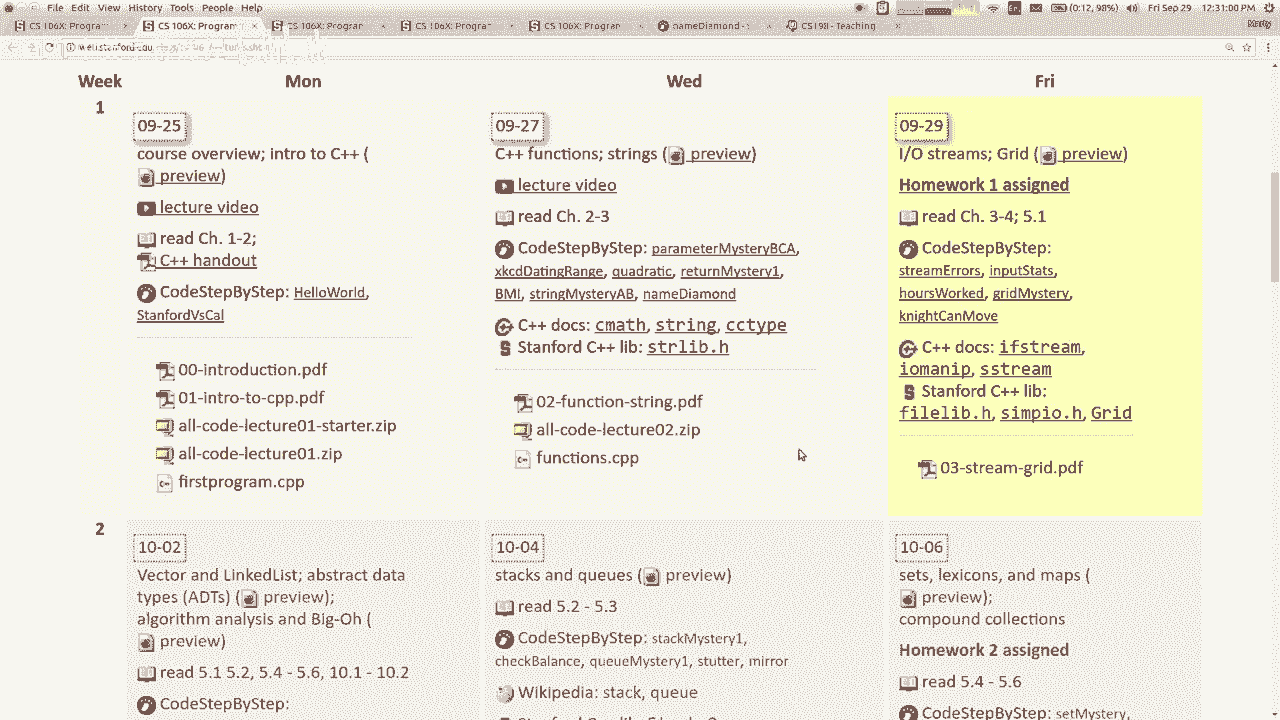 File Edit View History Tools People Help
(0:12, 98%) Fri Sep 29 12:31:00 PM
CS 106X: Program CS 106X: Program CS 106X: Program CS 106X: Program CS 106X: Program nameDiamond - CS198 - Teaching Marty
Week Mon Wed Fri
1
09-25
course overview; intro to C++ (
preview)
lecture video
read Ch. 1-2;
C++ handout
CodeStepByStep: HelloWorld,
StanfordVsCal
00-introduction.pdf
01-intro-to-cpp.pdf
all-code-lecture01-starter.zip
all-code-lecture01.zip
firstprogram.cpp
09-27
C++ functions; strings ( preview)
lecture video
read Ch. 2-3
CodeStepByStep: parameterMysteryBCA,
xkcdDatingRange, quadratic, returnMystery1,
BMI, stringMysteryAB, nameDiamond
C++ docs: cmath, string, cctype
Stanford C++ lib: strlib.h
02-function-string.pdf
all-code-lecture02.zip
functions.cpp
09-29
I/O streams; Grid ( preview)
Homework 1 assigned
read Ch. 3-4; 5.1
CodeStepByStep:
streamErrors, inputStats,
hoursWorked, gridMystery,
knightCanMove
C++ docs: ifstream,
iomanip, sstream
Stanford C++ lib:
filelib.h, simpio.h, Grid
03-stream-grid.pdf
2
10-02
Vector and LinkedList; abstract data
types (ADTs) ( preview);
algorithm analysis and Big-Oh (
preview)
read 5.1 5.2, 5.4 - 5.6, 10.1 - 10.2
CodeStepByStep:
10-04
stacks and queues ( preview)
read 5.2 - 5.3
CodeStepByStep: stackMystery1,
checkBalance, queueMystery1, stutter, mirror
Wikipedia: stack, queue
10-06
sets, lexicons, and maps (
preview);
compound collections
Homework 2 assigned
read 5.4 - 5.6
CodeStepByStep: setMystery,